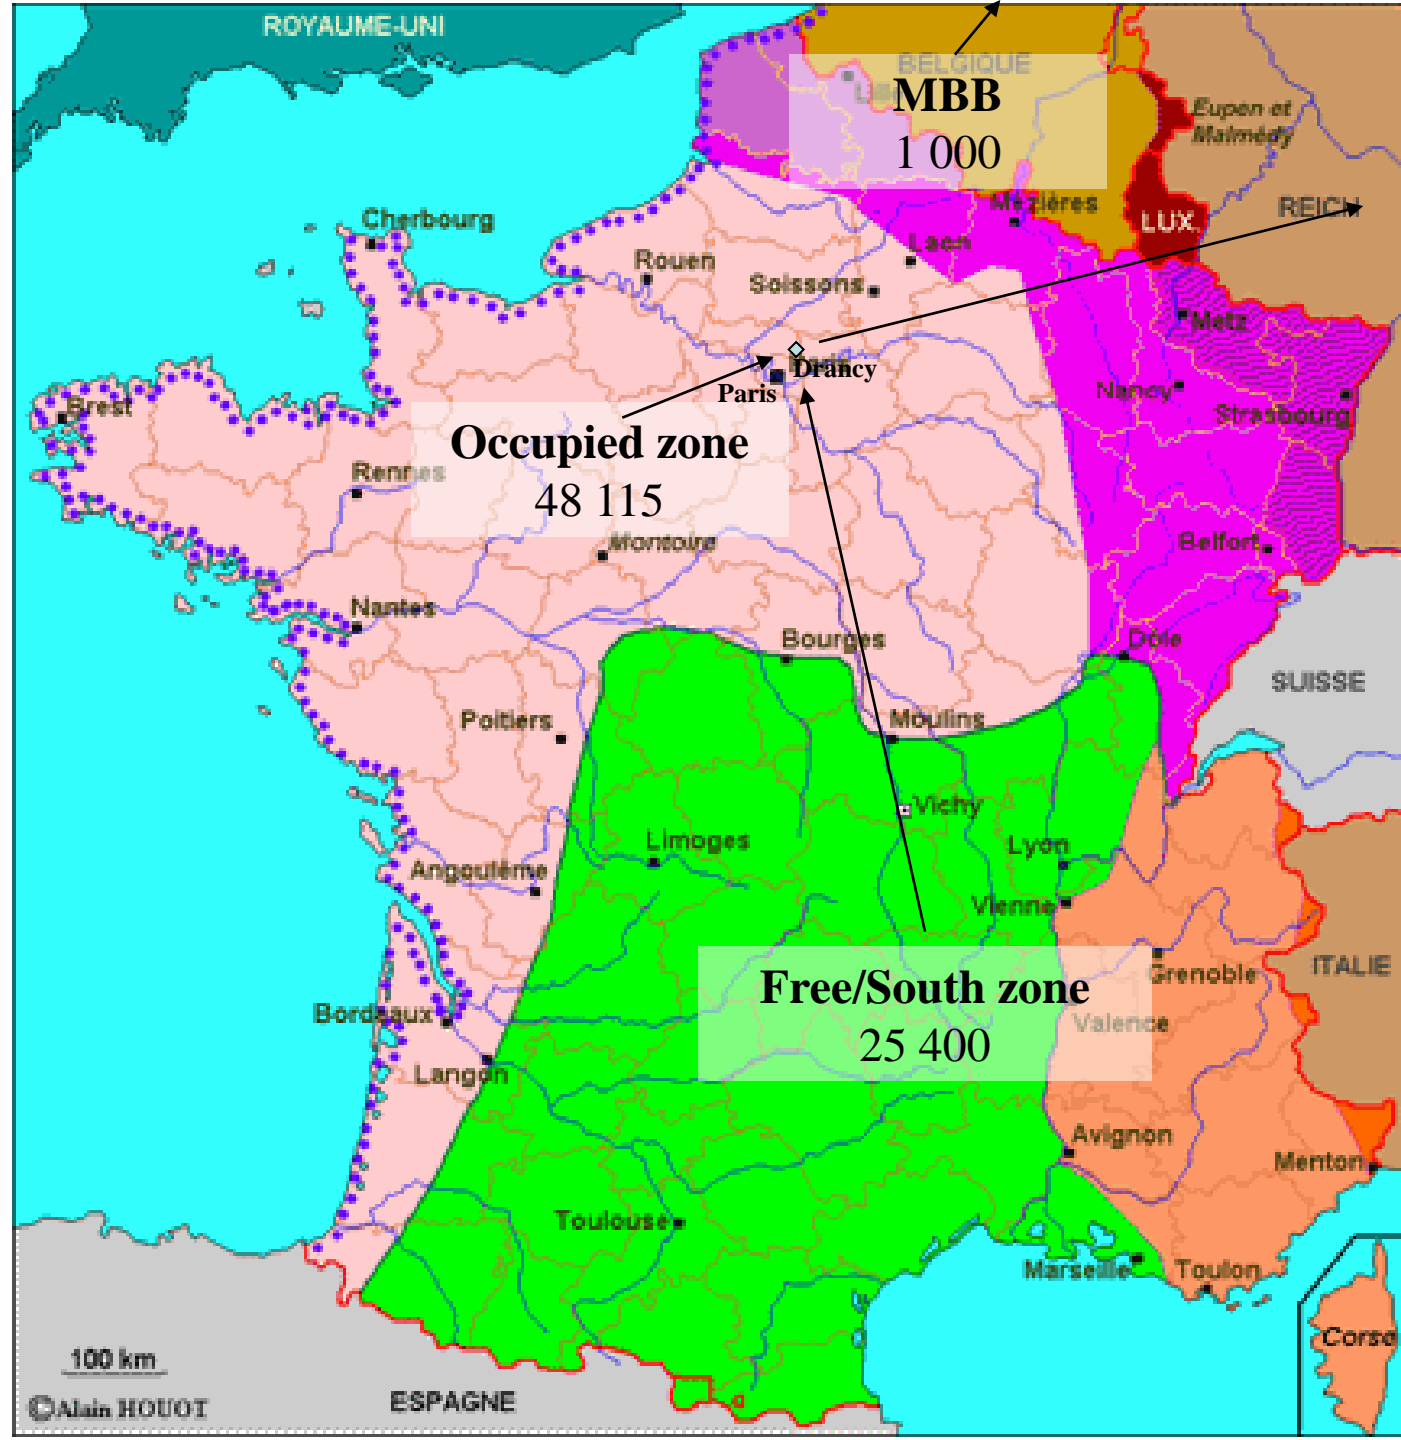 ROYAUME-UNI
BELGIQUE
MBB
1 000
Eupen et
Malmédy
REICH
LUX.
Mézières
Cherbourg
Laon
Rouen
Soissons
Metz
Drancy
Paris
Nancy
Strasbourg
Brest
Occupied zone
48 115
Rennes
Montoire
Belfort
Nantes
Bourges
Dôle
SUISSE
Poitiers
Moulins
Vichy
Limoges
Lyon
Angoulême
Vienne
Free/South zone
25 400
Grenoble
ITALIE
Valence
Bordeaux
Langon
Avignon
Menton
Toulouse
Marseille
Toulon
Corse
100 km
©Alain HOUOT
ESPAGNE